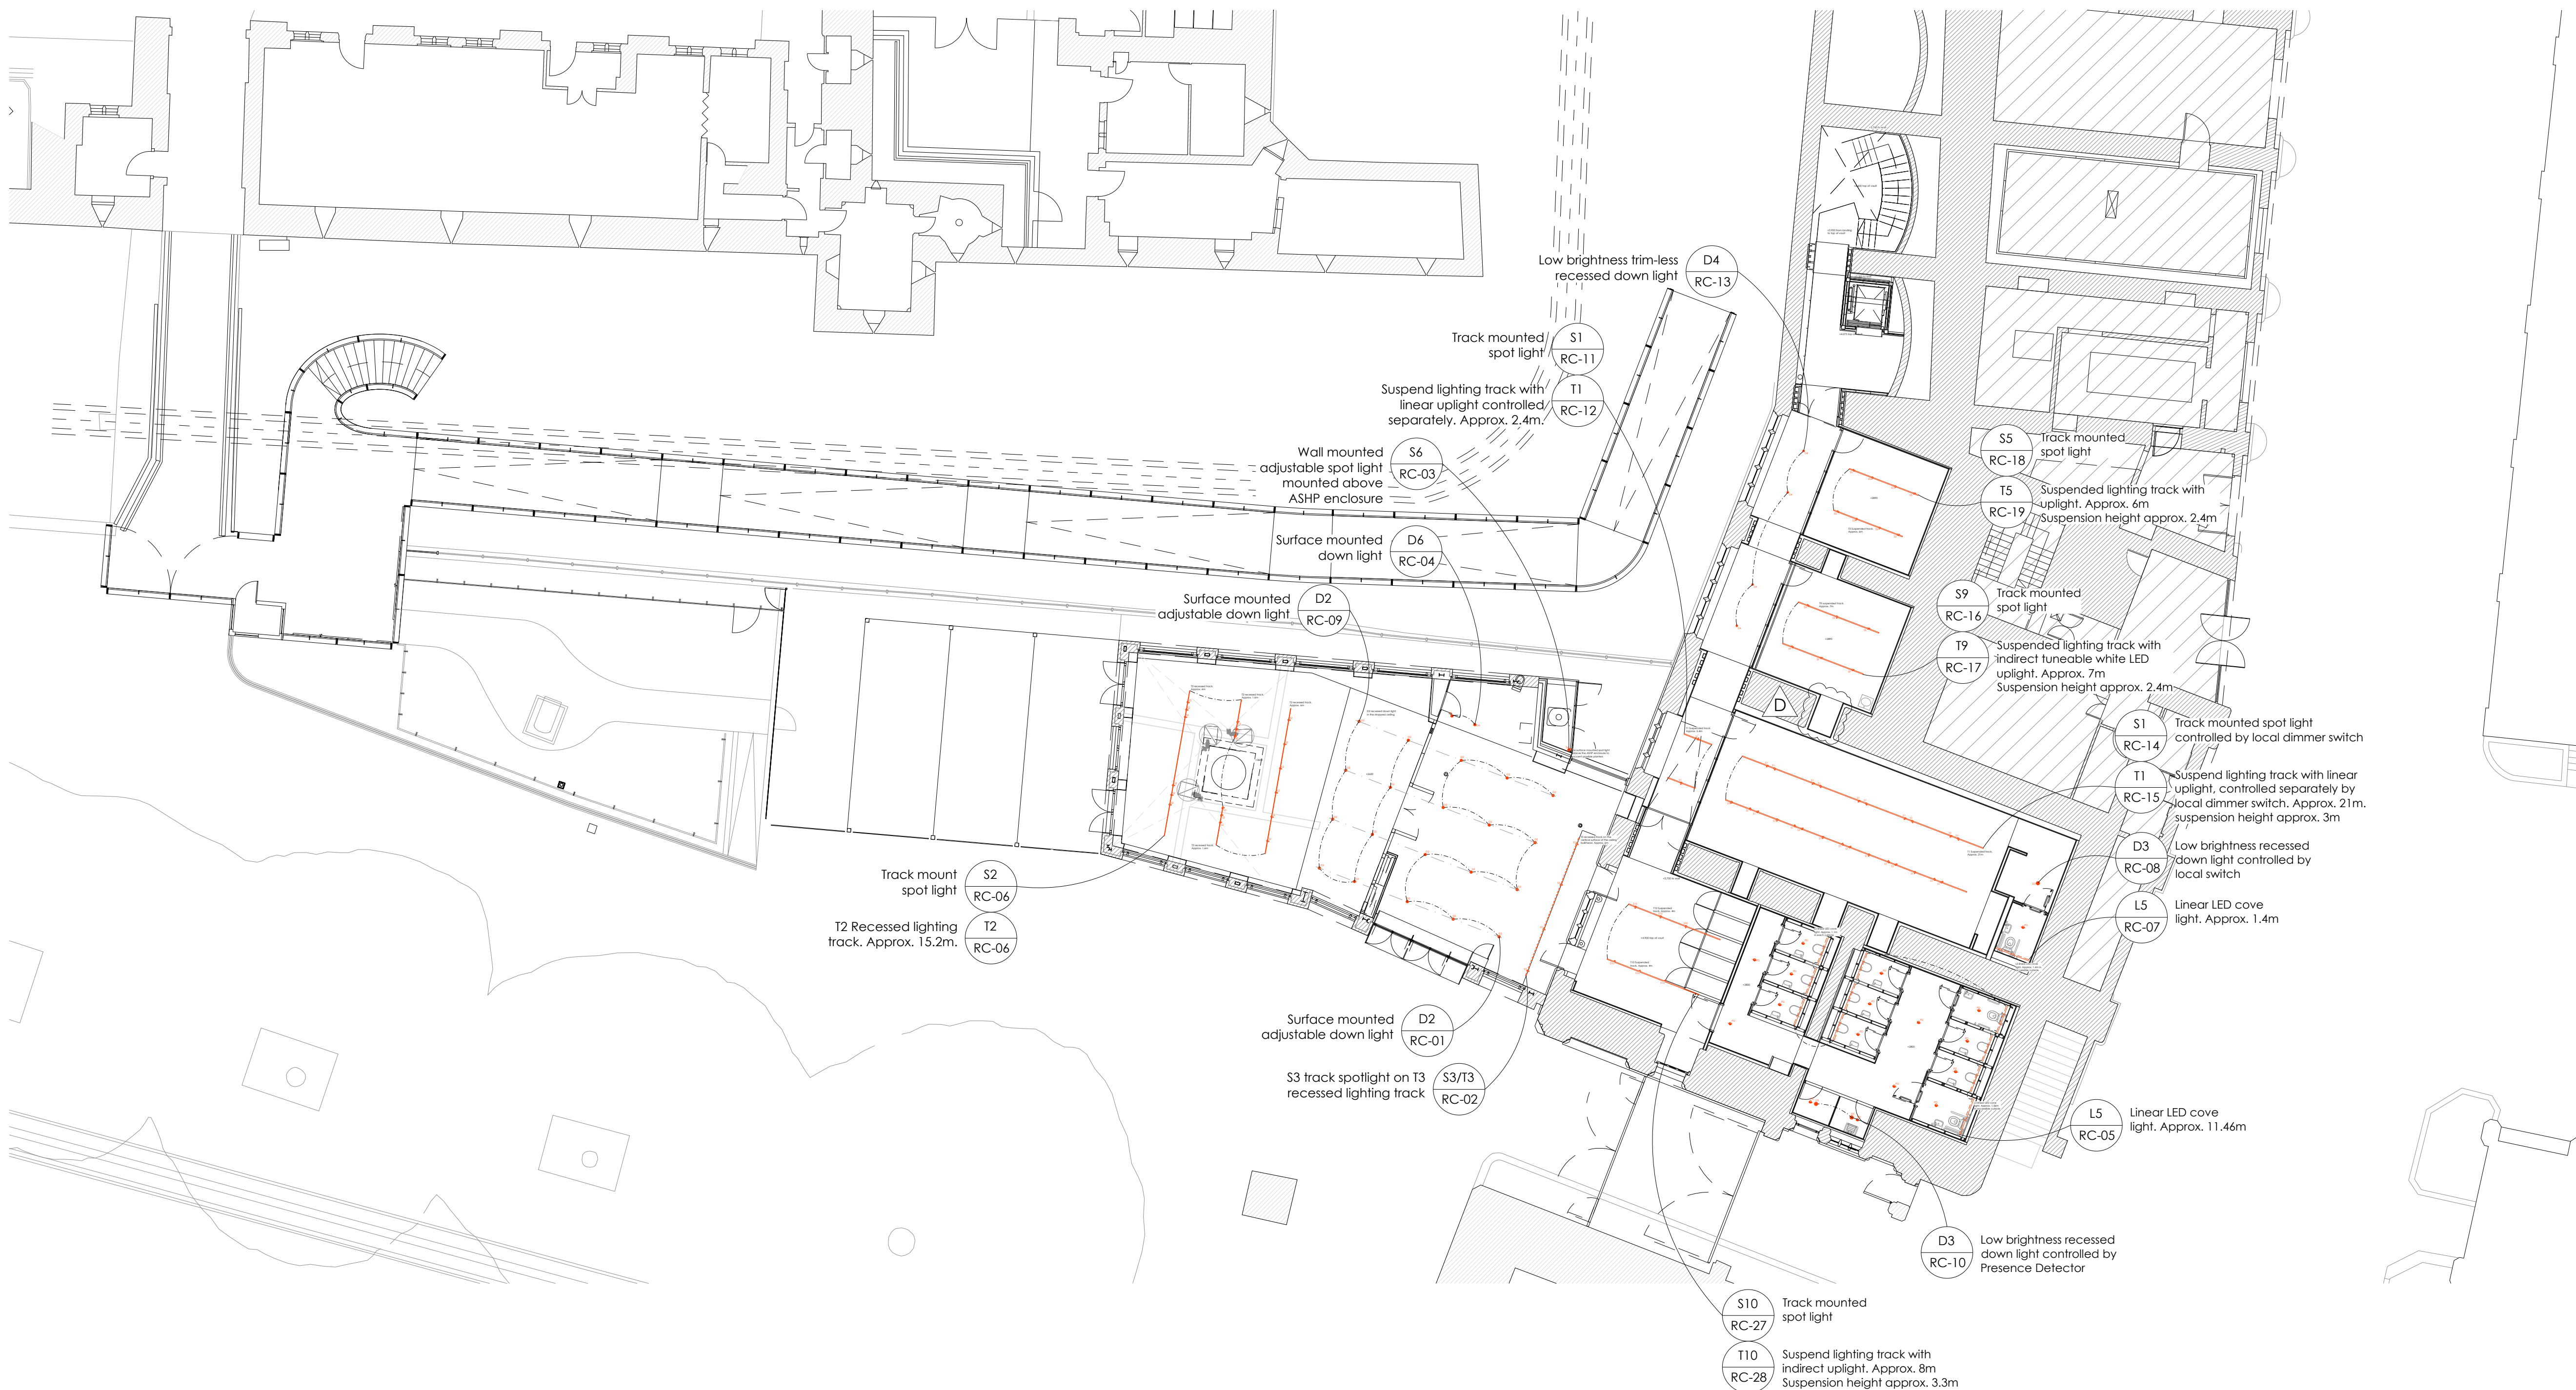 Low brightness trim-less
recessed down light
D4
RC-13
Track mounted
spot light
S1
RC-11
Suspend lighting track with
linear uplight controlled
separately. Approx. 2.4m.
T1
RC-12
Wall mounted
adjustable spot light
mounted above
ASHP enclosure
S6
RC-03
Surface mounted
down light
D6
RC-04
Surface mounted
adjustable down light
D2
RC-09
S5
RC-18
Track mounted
spot light
T5
RC-19
Suspended lighting track with
uplight. Approx. 6m
Suspension height approx. 2.4m
S9
RC-16
Track mounted
spot light
T9
RC-17
Suspended lighting track with
indirect tuneable white LED
uplight. Approx. 7m
Suspension height approx. 2.4m
D
S1
RC-14
Track mounted spot light
controlled by local dimmer switch
T1
RC-15
Suspend lighting track with linear
uplight, controlled separately by
local dimmer switch. Approx. 21m.
suspension height approx. 3m
D3
RC-08
Low brightness recessed
down light controlled by
local switch
L5
RC-07
Linear LED cove
light. Approx. 1.4m
Track mount
spot light
S2
RC-06
T2 Recessed lighting
track. Approx. 15.2m.
T2
RC-06
Surface mounted
adjustable down light
D2
RC-01
S3 track spotlight on T3
recessed lighting track
S3/T3
RC-02
L5
RC-05
Linear LED cove
light. Approx. 11.46m
D3
RC-10
Low brightness recessed
down light controlled by
Presence Detector
S10
RC-27
Track mounted
spot light
T10
RC-28
Suspend lighting track with
indirect uplight. Approx. 8m
Suspension height approx. 3.3m